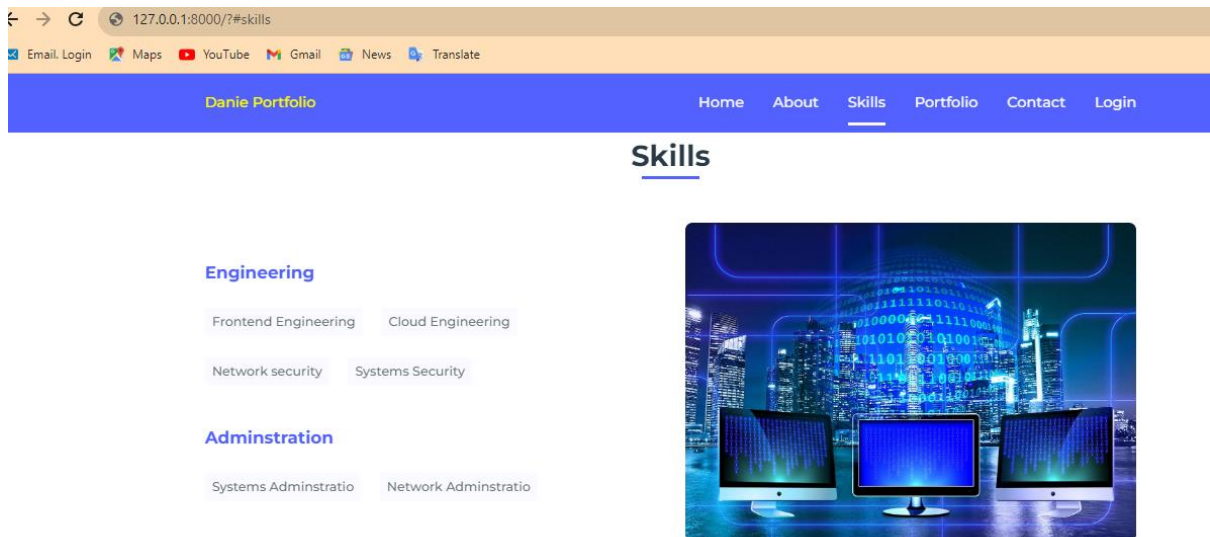 127.0.0.1:8000/?#skills
Email. Login Maps YouTube Gmail News Translate
Danie Portfolio Home About Skills Portfolio Contact Login
Skills
Engineering
Frontend Engineering Cloud Engineering
Network security Systems Security
Adminstration
Systems Adminstratio Network Adminstratio